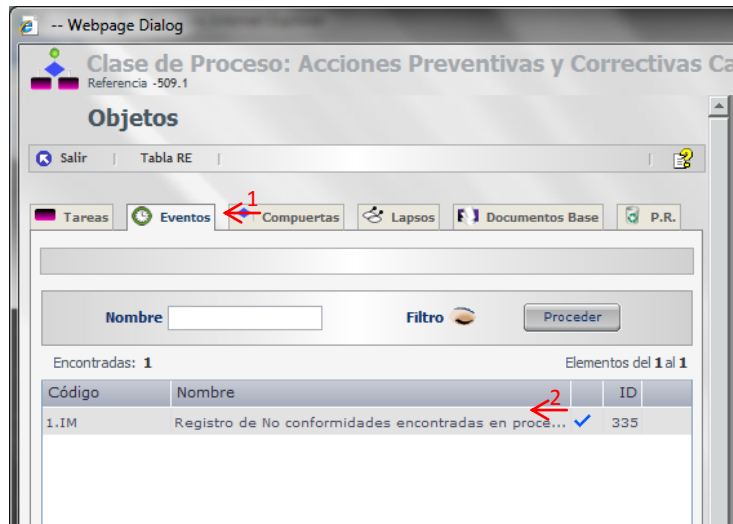 -- Webpage Dialog
Clase de Proceso: Acciones Preventivas y Correctivas Ca
Referencia -509.1
Objetos
Salir | Tabla RE |
Tareas Eventos 1 Compuertas Lapsos Documentos Base P.R.
Nombre Filtro Proceder
Encontradas: 1 Elementos del 1 al 1
Código Nombre 2 ID
1.IM Registro de No conformidades encontradas en proce... 335